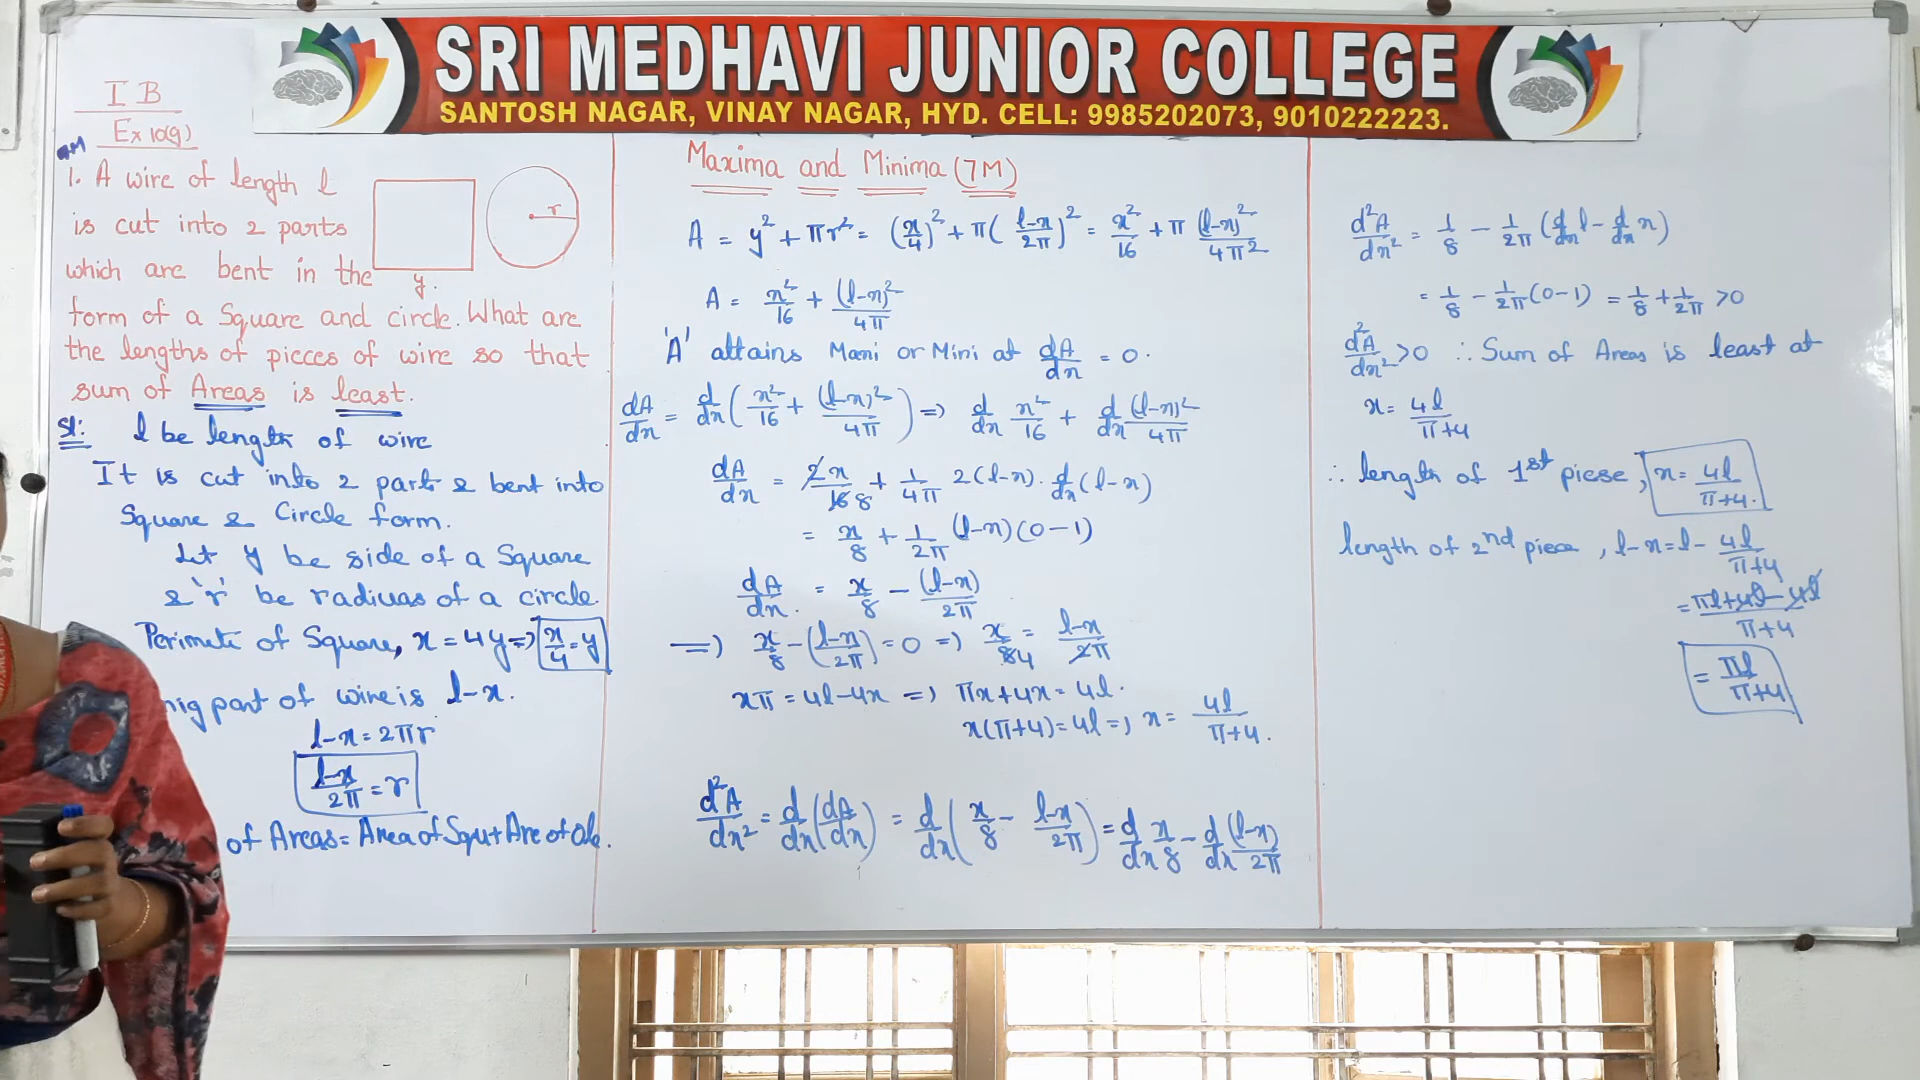 SRI MEDHAVI JUNIOR COLLEGE
SANTOSH NAGAR, VINAY NAGAR, HYD. CELL: 9985202073, 9010222223.
I B
Ex 10(g)
7M
1. A wire of length l
is cut into 2 parts
which are bent in the
form of a Square and circle. What are
the lengths of pieces of wire so that
sum of Areas is least.
r
y.
Sol:
l be length of wire
It is cut into 2 parts & bent into
Square & Circle form.
Let y be side of a Square
& 'r' be radius of a circle.
Perimeter of Square, x = 4y ⇒ x/4 = y
nig part of wire is l-x.
l-x = 2πr
(l-x)/2π = r
of Areas = Area of Squ + Are of Ole.
Maxima and Minima (7M)
A = y² + πr² = (x/4)² + π((l-x)/2π)² = x²/16 + π (l-x)²/4π²
A = x²/16 + (l-x)²/4π
'A' attains Maxi or Mini at dA/dx = 0.
dA/dx = d/dx (x²/16 + (l-x)²/4π) ⇒ d/dx x²/16 + d/dx (l-x)²/4π
dA/dx = 2x/16 8 + 1/4π 2(l-x). d/dx (l-x)
= x/8 + 1/2π (l-x)(0-1)
dA/dx. = x/8 - (l-x)/2π
⇒ x/8 - (l-x)/2π = 0 ⇒ x/8 4 = (l-x)/2π
xπ = 4l-4x ⇒ πx+4x = 4l.
x(π+4) = 4l ⇒ x = 4l/π+4.
d²A/dx² = d/dx (dA/dx) = d/dx (x/8 - (l-x)/2π) = d/dx x/8 - d/dx (l-x)/2π
d²A/dx² = 1/8 - 1/2π (d/dx l - d/dx x)
= 1/8 - 1/2π (0-1) = 1/8 + 1/2π >0
d²A/dx² >0 ∴ Sum of Areas is least at
x = 4l/π+4
∴ length of 1st piese, x = 4l/π+4.
length of 2nd piece, l-x = l - 4l/π+4
= πl+4l-4l/π+4
= πl/π+4